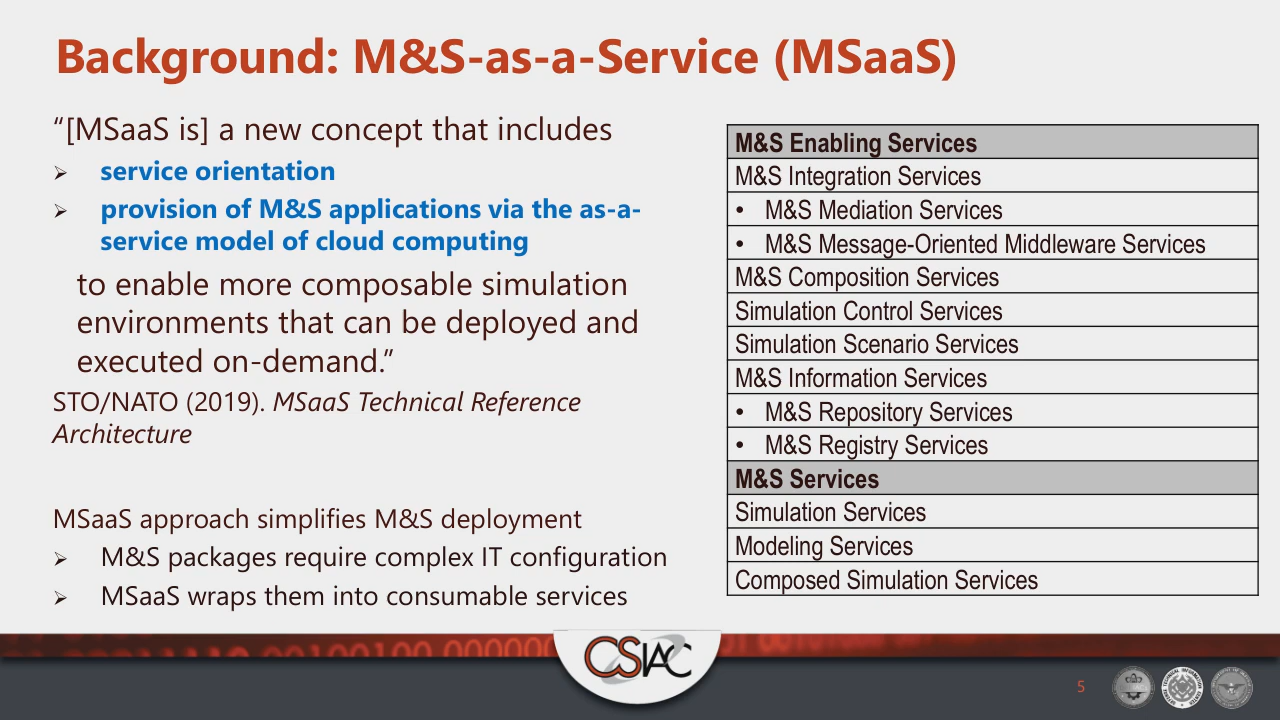 Background: M&S-as-a-Service (MSaaS)
“[MSaaS is] a new concept that includes
➢ service orientation
➢ provision of M&S applications via the as-a-
service model of cloud computing
to enable more composable simulation
environments that can be deployed and
executed on-demand.”
STO/NATO (2019). MSaaS Technical Reference
Architecture
MSaaS approach simplifies M&S deployment
➢ M&S packages require complex IT configuration
➢ MSaaS wraps them into consumable services
M&S Enabling Services
M&S Integration Services
• M&S Mediation Services
• M&S Message-Oriented Middleware Services
M&S Composition Services
Simulation Control Services
Simulation Scenario Services
M&S Information Services
• M&S Repository Services
• M&S Registry Services
M&S Services
Simulation Services
Modeling Services
Composed Simulation Services
CSIAC
5